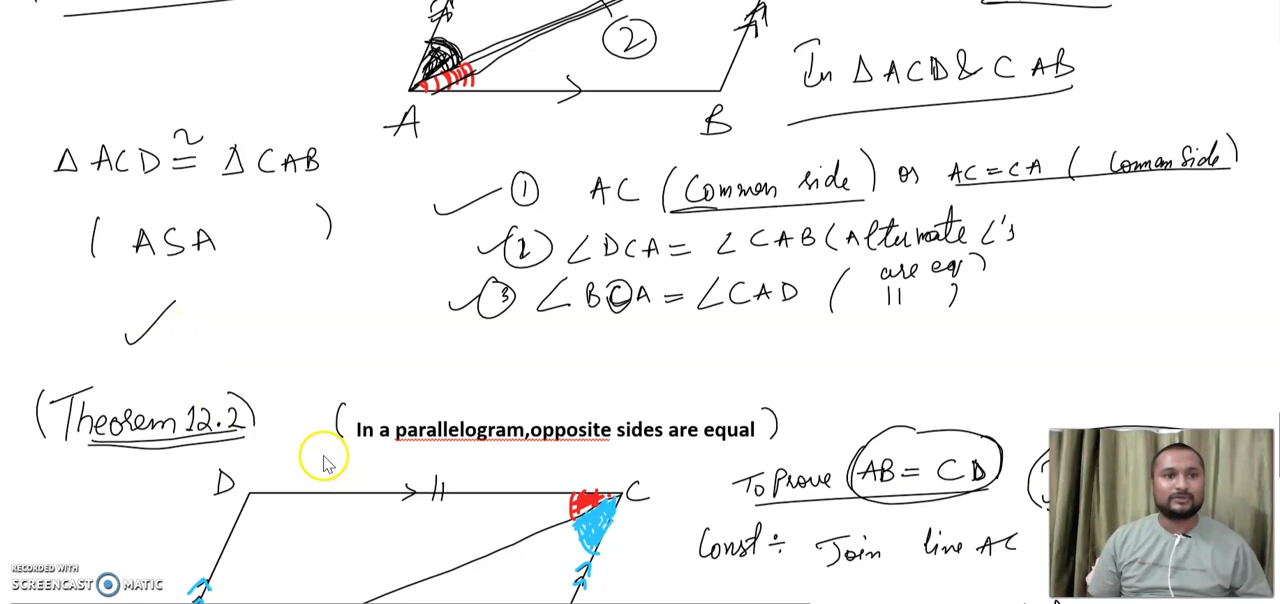 2
In Δ ACD & CAB
A
B
Δ ACD ≅ Δ CAB
( ASA )
① AC (Common side) or AC = CA ( Common Side)
② ∠DCA = ∠CAB (Alternate ∠'s
are eq)
③ ∠BCA = ∠CAD ( || )
(Theorem 12.2)
( In a parallelogram,opposite sides are equal )
D
C
To Prove AB = CD
Const ÷ Join line AC
RECORDED WITH
SCREENCAST MATIC